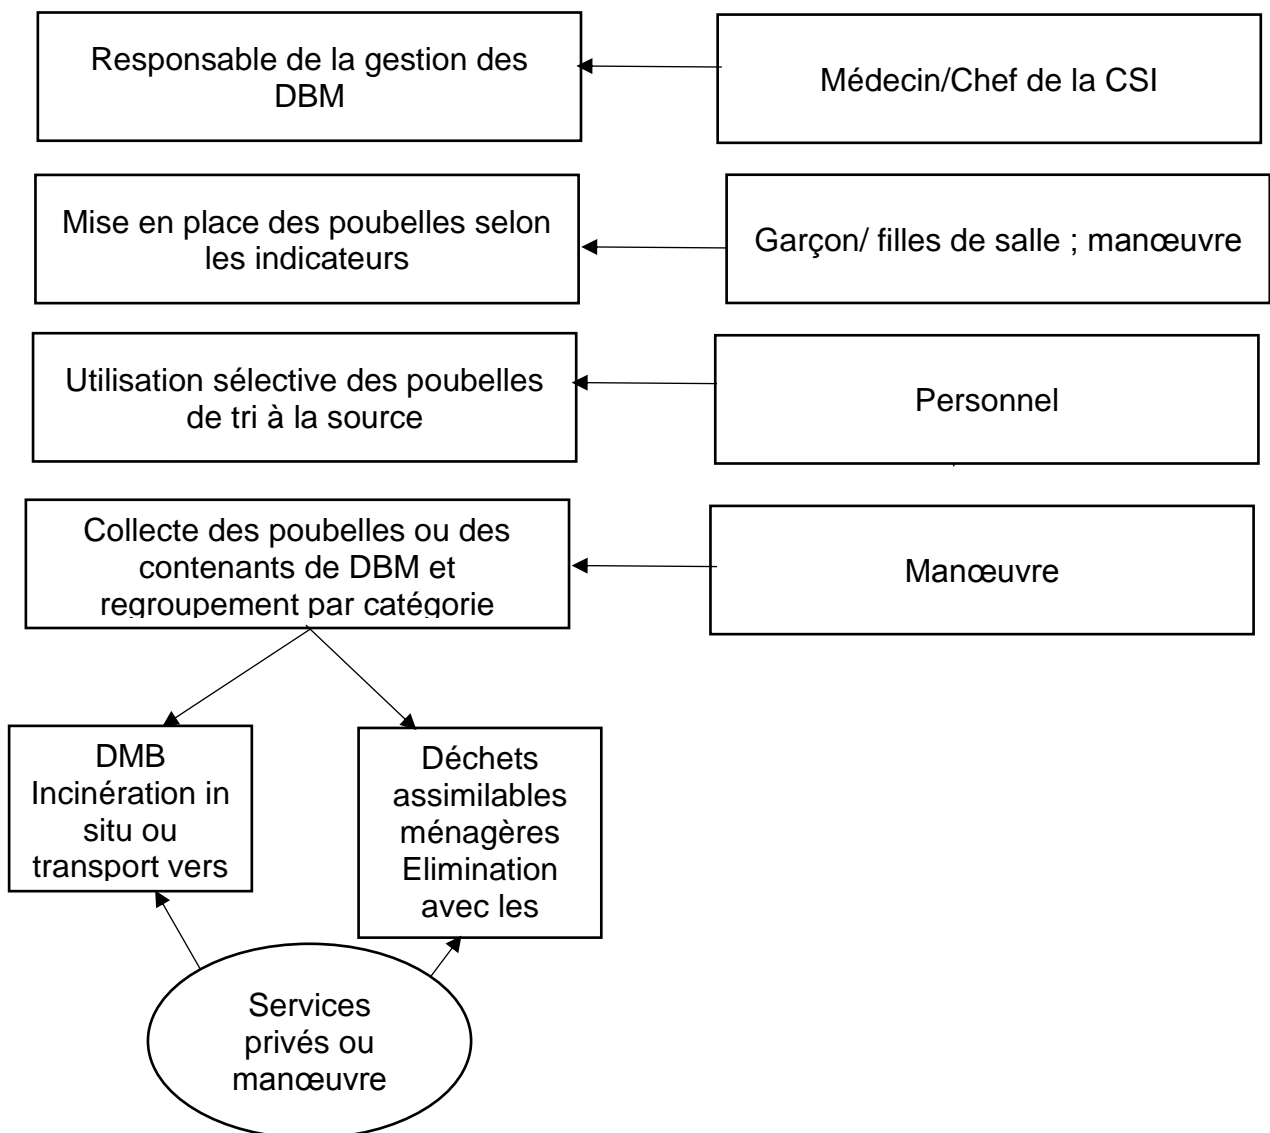 Responsable de la gestion des
DBM
Médecin/Chef de la CSI
Mise en place des poubelles selon
les indicateurs
Garçon/ filles de salle ; manœuvre
Utilisation sélective des poubelles
de tri à la source
Personnel
Collecte des poubelles ou des
contenants de DBM et
regroupement par catégorie
Manœuvre
DMB
Incinération in
situ ou
transport vers
Déchets
assimilables
ménagères
Elimination
avec les
Services
privés ou
manœuvre